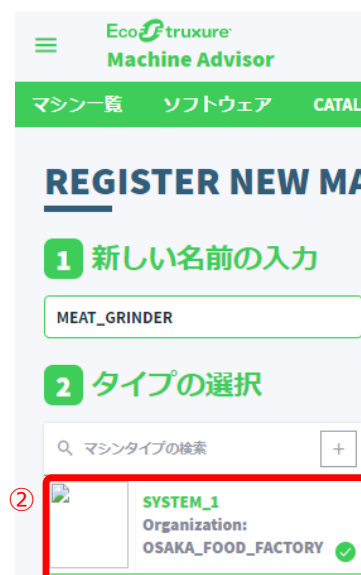 EcoStruxure
Machine Advisor
マシン一覧 ソフトウェア CATAL
REGISTER NEW MA
1 新しい名前の入力
MEAT_GRINDER
2 タイプの選択
マシンタイプの検索 +
②
SYSTEM_1
Organization:
OSAKA_FOOD_FACTORY